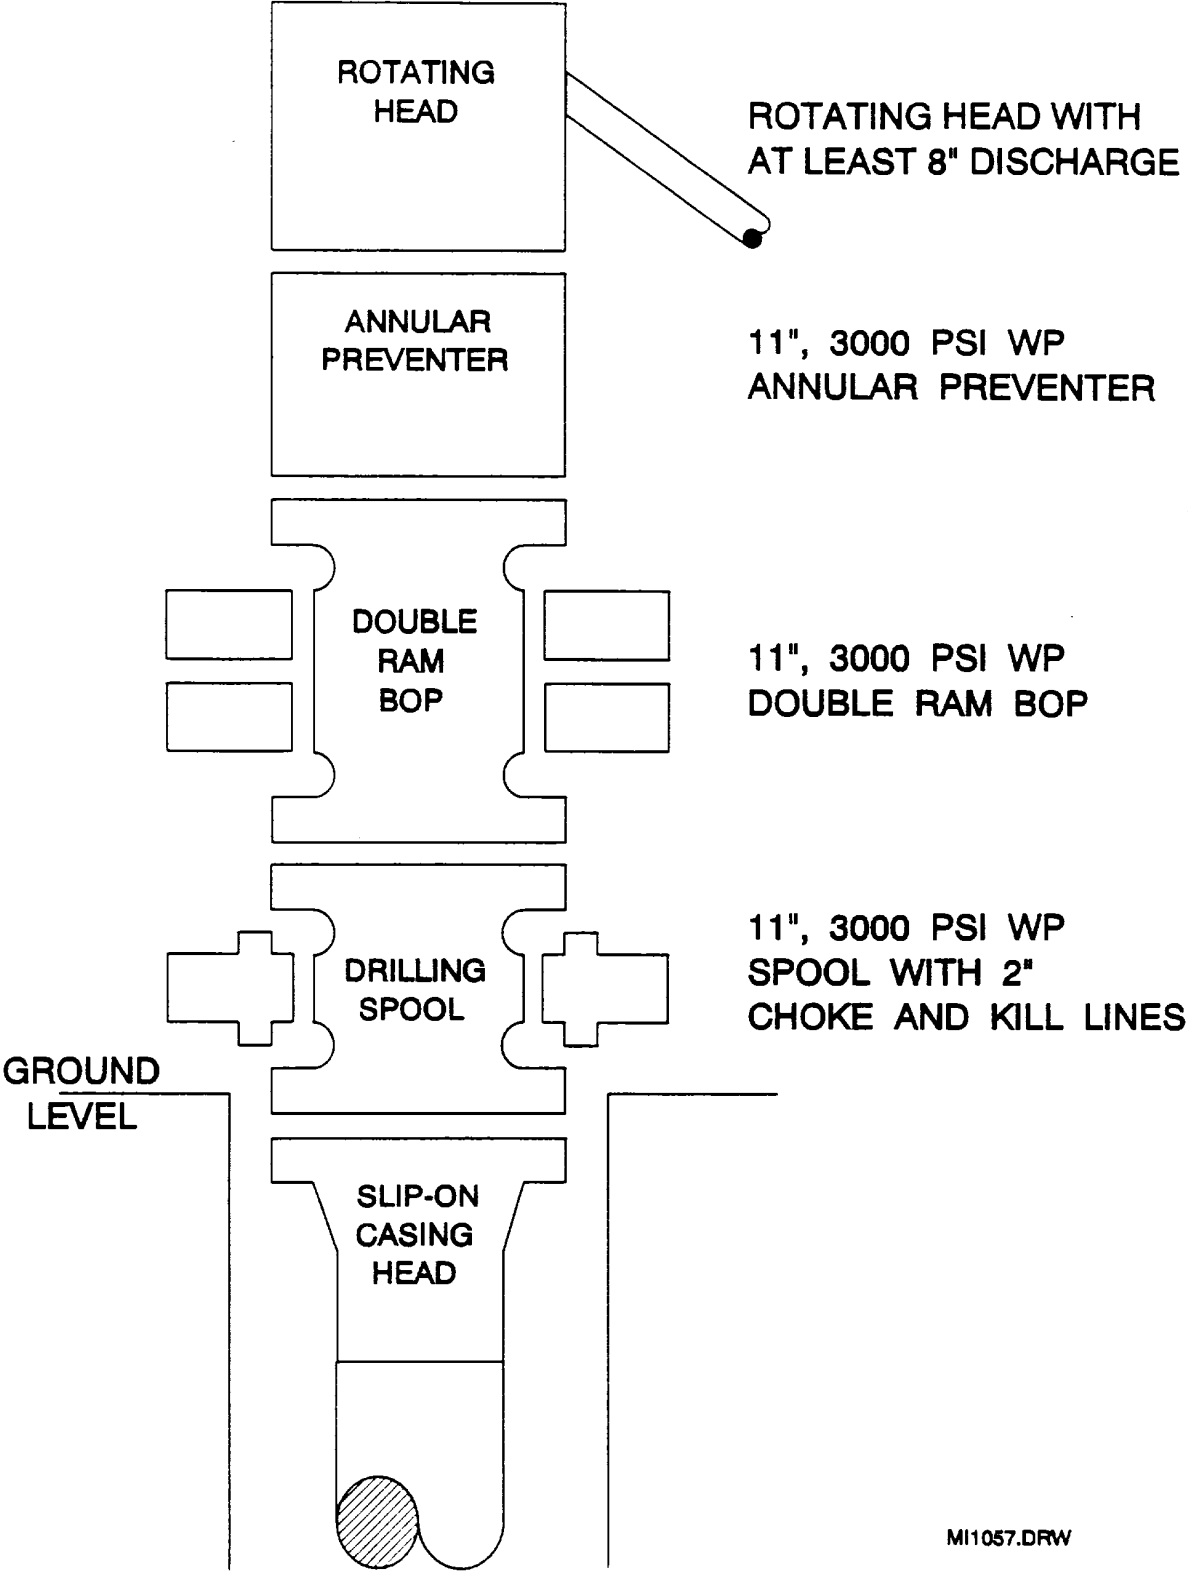 ROTATING
HEAD
ROTATING HEAD WITH
AT LEAST 8" DISCHARGE
ANNULAR
PREVENTER
11", 3000 PSI WP
ANNULAR PREVENTER
DOUBLE
RAM
BOP
11", 3000 PSI WP
DOUBLE RAM BOP
DRILLING
SPOOL
11", 3000 PSI WP
SPOOL WITH 2"
CHOKE AND KILL LINES
GROUND
LEVEL
SLIP-ON
CASING
HEAD
MI1057.DRW